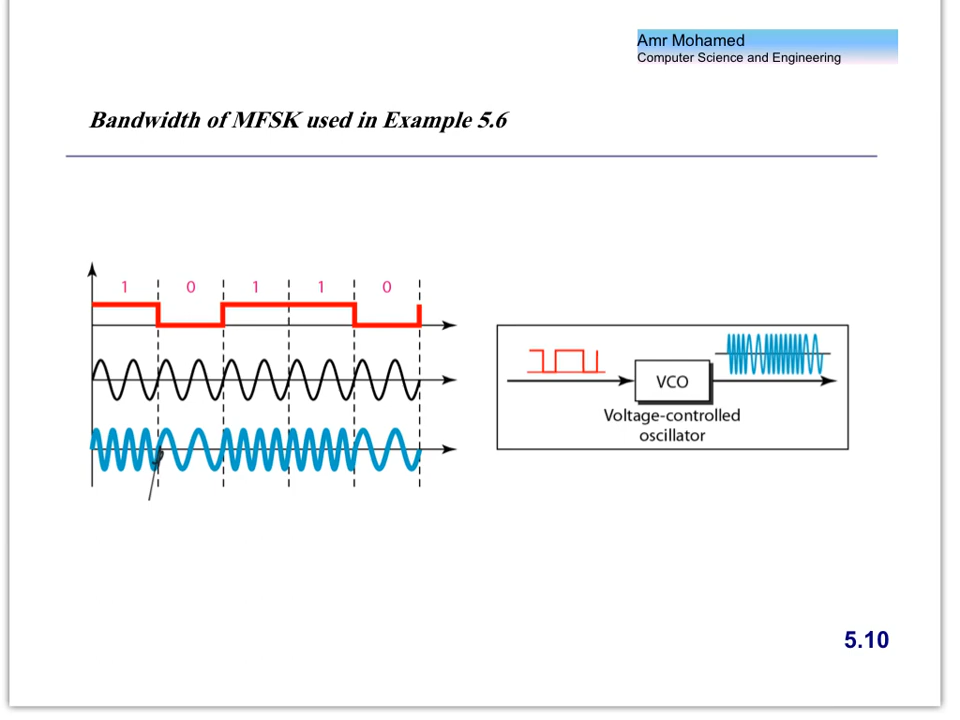 Amr Mohamed
Computer Science and Engineering
Bandwidth of MFSK used in Example 5.6
1 0 1 1 0
VCO
Voltage-controlled
oscillator
5.10